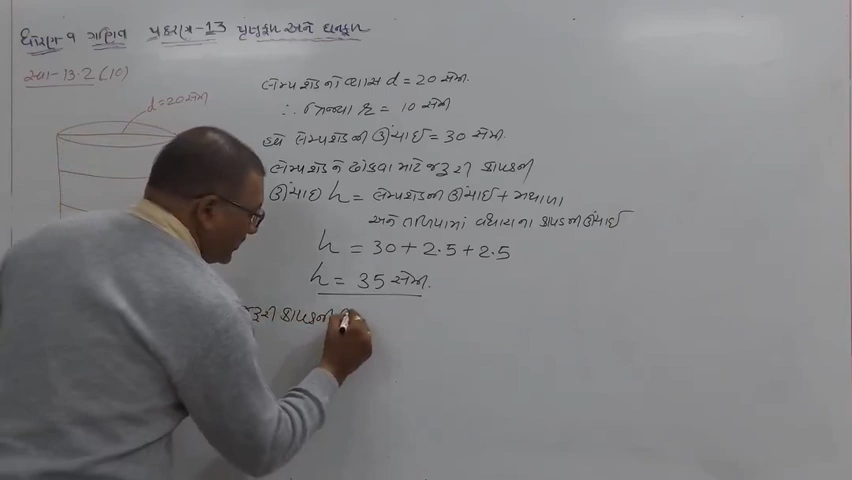 ધોરણ-૧ ગણિત પ્રકરણ-13 પૃષ્ઠફળ અને ઘનફળ
સ્વા-13.2 (10)
d=20 સેમી
લેમ્પશેડનો વ્યાસ d = 20 સેમી.
∴ ત્રિજ્યા r = 10 સેમી
હવે લેમ્પશેડની ઊંચાઈ = 30 સેમી.
લેમ્પશેડને ઢાંકવા માટે જરૂરી કાપડની
ઊંચાઈ h = લેમ્પશેડની ઊંચાઈ + મથાળા
અને તળિયામાં વધારાના કાપડની ઊંચાઈ
h = 30 + 2.5 + 2.5
h = 35 સેમી.
જરૂરી કાપડની